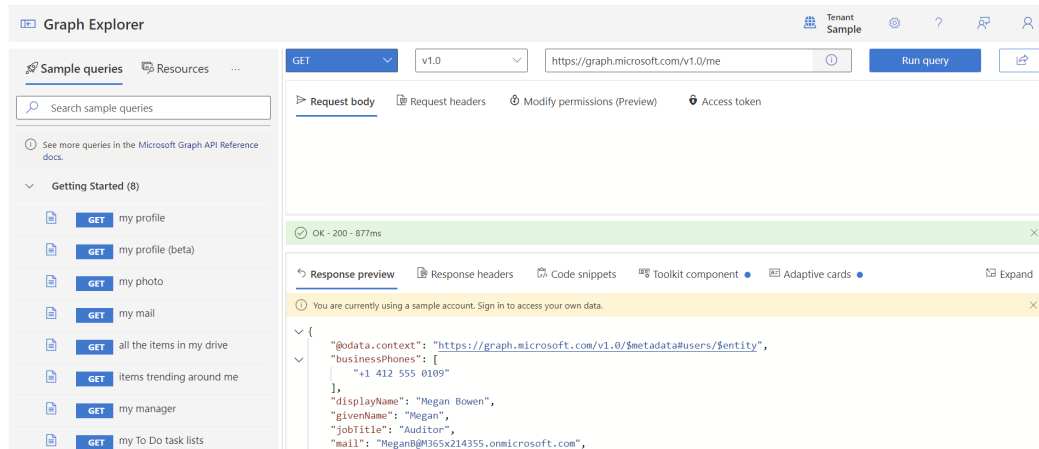 Graph Explorer
Tenant
Sample
Sample queries
Resources
...
Search sample queries
See more queries in the Microsoft Graph API Reference
docs.
Getting Started (8)
GET my profile
GET my profile (beta)
GET my photo
GET my mail
GET all the items in my drive
GET items trending around me
GET my manager
GET my To Do task lists
GET
v1.0
https://graph.microsoft.com/v1.0/me
Run query
Request body
Request headers
Modify permissions (Preview)
Access token
OK - 200 - 877ms
Response preview
Response headers
Code snippets
Toolkit component
Adaptive cards
Expand
You are currently using a sample account. Sign in to access your own data.
{
"@odata.context": "https://graph.microsoft.com/v1.0/$metadata#users/$entity",
"businessPhones": [
"+1 412 555 0109"
],
"displayName": "Megan Bowen",
"givenName": "Megan",
"jobTitle": "Auditor",
"mail": "MeganB@M365x214355.onmicrosoft.com",